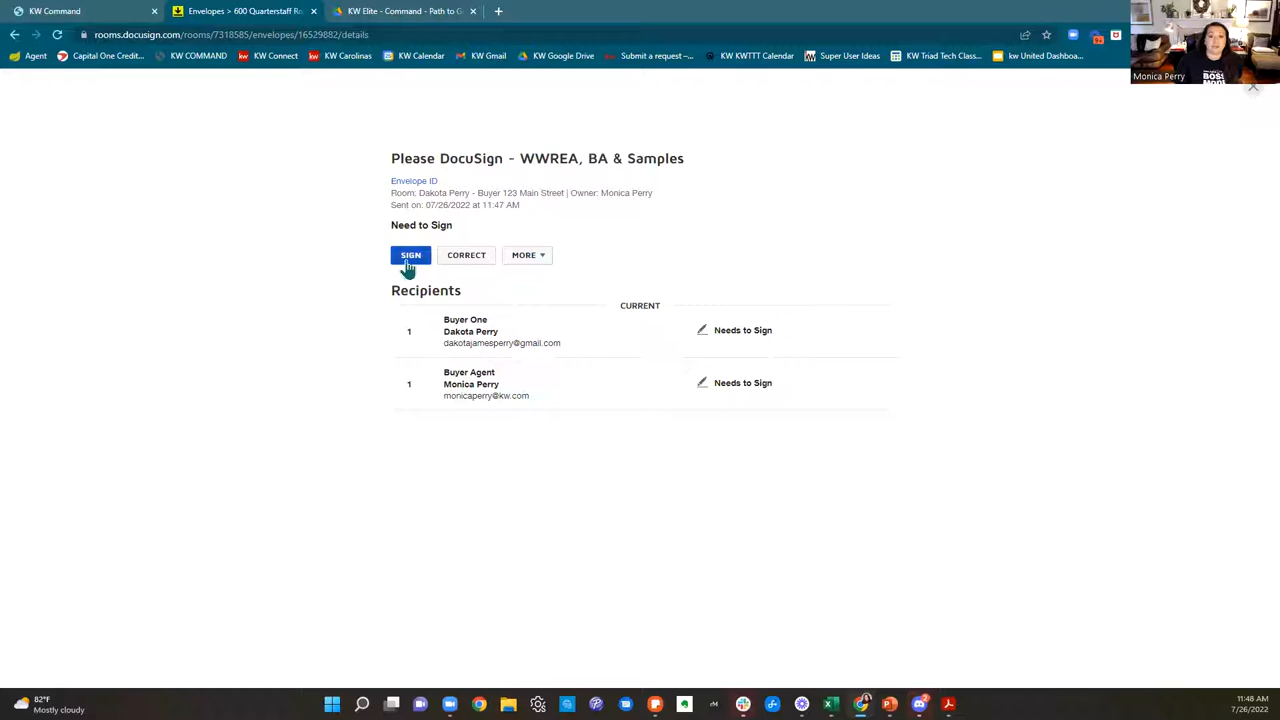 KW Command
Envelopes > 600 Quarterstaff Ro
KW Elite - Command - Path to G
rooms.docusign.com/rooms/7318585/envelopes/16529882/details
Agent
Capital One Credit...
KW COMMAND
KW Connect
KW Carolinas
KW Calendar
KW Gmail
KW Google Drive
Submit a request –...
KW KWTTT Calendar
Super User Ideas
KW Triad Tech Class...
kw United Dashboa...
Monica Perry
BOSS
Please DocuSign - WWREA, BA & Samples
Envelope ID
Room: Dakota Perry - Buyer 123 Main Street | Owner: Monica Perry
Sent on: 07/26/2022 at 11:47 AM
Need to Sign
SIGN
CORRECT
MORE
Recipients
CURRENT
1
Buyer One
Dakota Perry
dakotajamesperry@gmail.com
Needs to Sign
1
Buyer Agent
Monica Perry
monicaperry@kw.com
Needs to Sign
82°F
Mostly cloudy
11:48 AM
7/26/2022